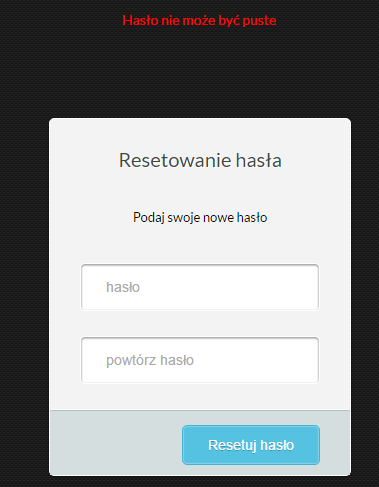 Hasło nie może być puste
Resetowanie hasła
Podaj swoje nowe hasło
hasło
powtórz hasło
Resetuj hasło